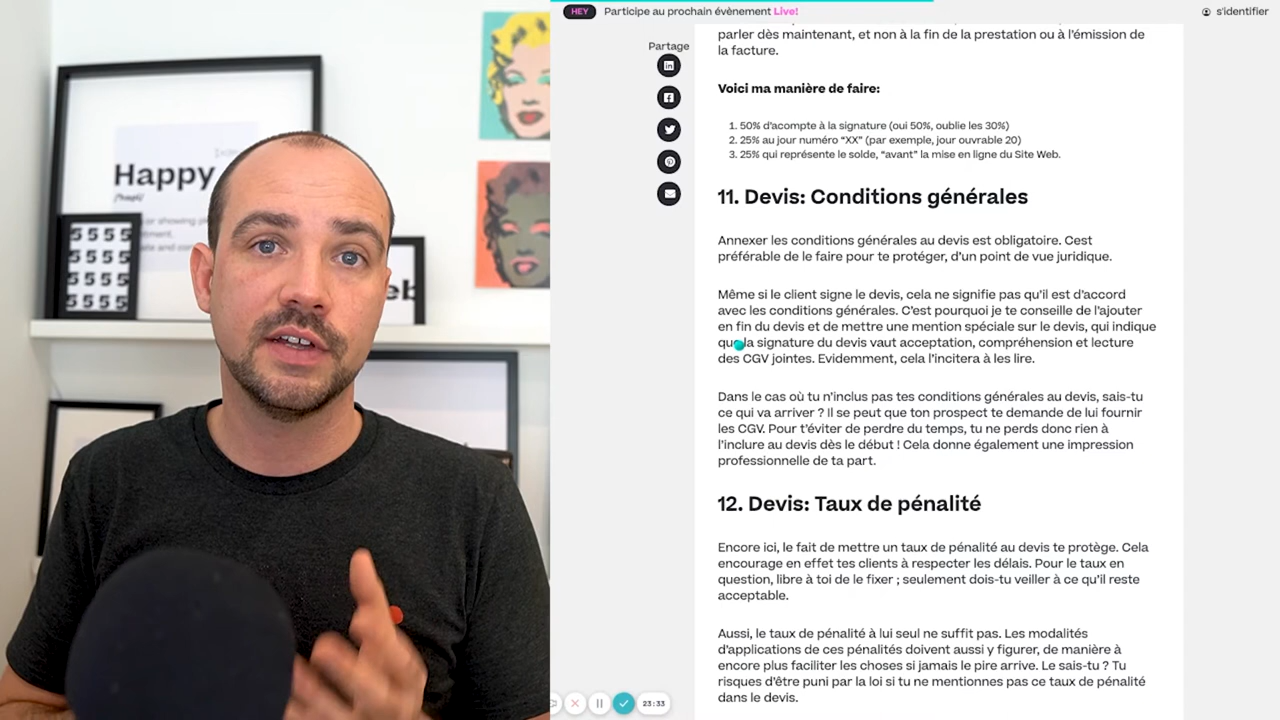 HEY Participe au prochain évènement Live!
s'identifier
Partage
parler dès maintenant, et non à la fin de la prestation ou à l'émission de
la facture.
Voici ma manière de faire:
1. 50% d'acompte à la signature (oui 50%, oublie les 30%)
2. 25% au jour numéro "XX" (par exemple, jour ouvrable 20)
3. 25% qui représente le solde, "avant" la mise en ligne du Site Web.
11. Devis: Conditions générales
Annexer les conditions générales au devis est obligatoire. Cest
préférable de le faire pour te protéger, d'un point de vue juridique.
Même si le client signe le devis, cela ne signifie pas qu'il est d'accord
avec les conditions générales. C'est pourquoi je te conseille de l'ajouter
en fin du devis et de mettre une mention spéciale sur le devis, qui indique
que la signature du devis vaut acceptation, compréhension et lecture
des CGV jointes. Evidemment, cela l'incitera à les lire.
Dans le cas où tu n'inclus pas tes conditions générales au devis, sais-tu
ce qui va arriver ? Il se peut que ton prospect te demande de lui fournir
les CGV. Pour t'éviter de perdre du temps, tu ne perds donc rien à
l'inclure au devis dès le début ! Cela donne également une impression
professionnelle de ta part.
12. Devis: Taux de pénalité
Encore ici, le fait de mettre un taux de pénalité au devis te protège. Cela
encourage en effet tes clients à respecter les délais. Pour le taux en
question, libre à toi de le fixer ; seulement dois-tu veiller à ce qu'il reste
acceptable.
Aussi, le taux de pénalité à lui seul ne suffit pas. Les modalités
d'applications de ces pénalités doivent aussi y figurer, de manière à
encore plus faciliter les choses si jamais le pire arrive. Le sais-tu ? Tu
risques d'être puni par la loi si tu ne mentionnes pas ce taux de pénalité
dans le devis.
23:33
Happy
5 5 5 5
5 5 5 5
5 5 5 5
5 5 5 5